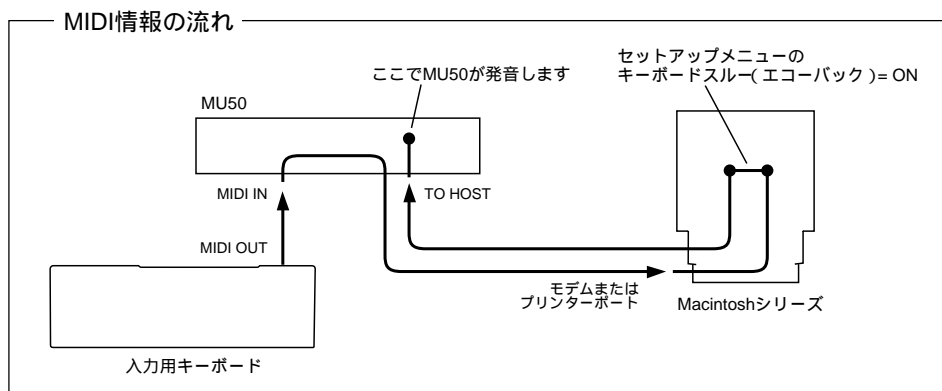 MIDI情報の流れ
セットアップメニューの
キーボードスルー(エコーバック)= ON
ここでMU50が発音します
MU50
MIDI IN
TO HOST
MIDI OUT
モデムまたは
プリンターポート
Macintoshシリーズ
入力用キーボード